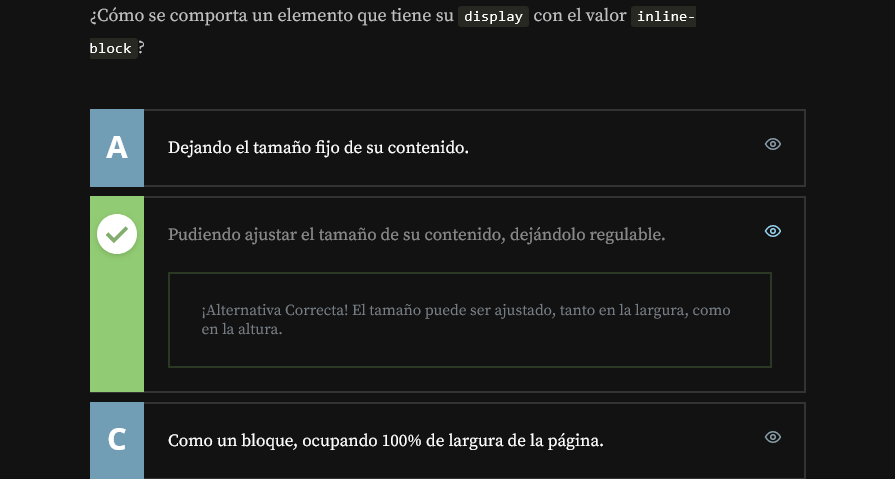 ¿Cómo se comporta un elemento que tiene su display con el valor inline-
block?
A
Dejando el tamaño fijo de su contenido.
Pudiendo ajustar el tamaño de su contenido, dejándolo regulable.
¡Alternativa Correcta! El tamaño puede ser ajustado, tanto en la largura, como
en la altura.
C
Como un bloque, ocupando 100% de largura de la página.